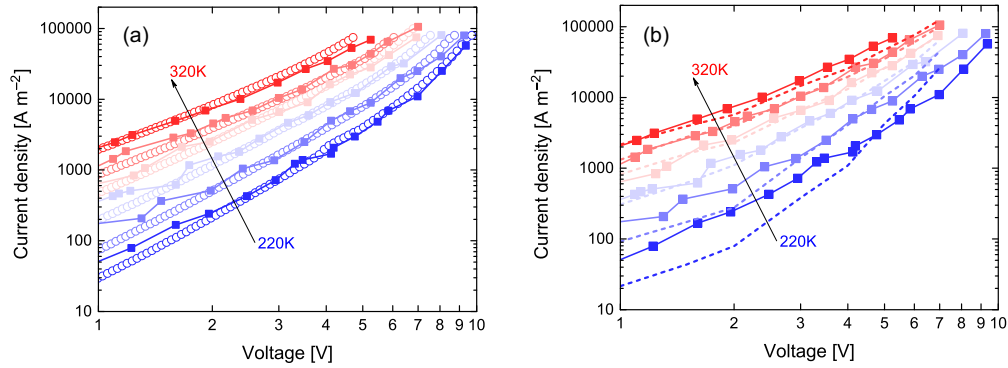 (a)
100000
10000
1000
100
10
Current density [A m⁻²]
320K
220K
1 2 3 4 5 6 7 8 9 10
Voltage [V]
(b)
100000
10000
1000
100
10
Current density [A m⁻²]
320K
220K
1 2 3 4 5 6 7 8 9 10
Voltage [V]